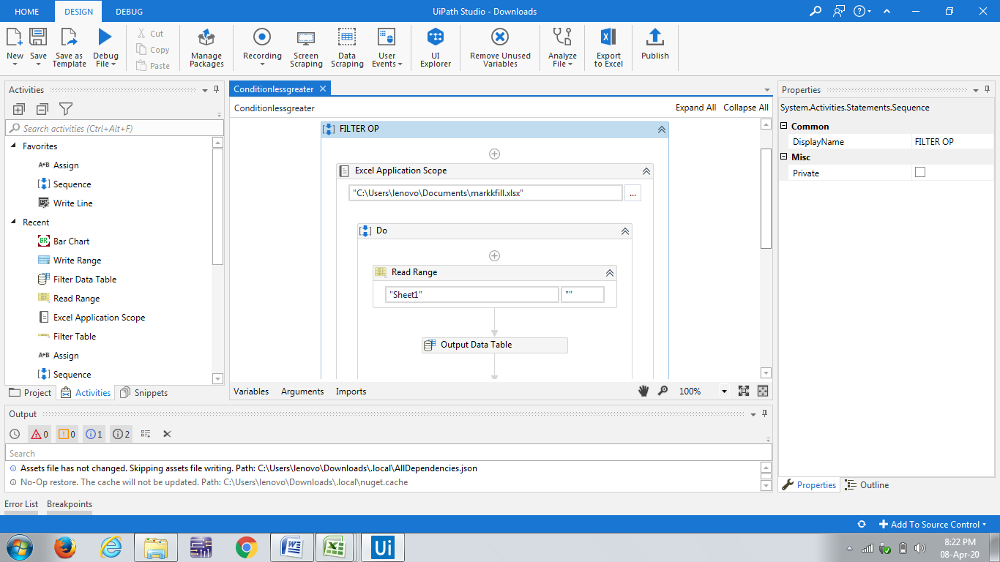 HOME DESIGN DEBUG UiPath Studio - Downloads
New Save Save as Template Debug File Cut Copy Paste Manage Packages Recording Screen Scraping Data Scraping User Events UI Explorer Remove Unused Variables Analyze File Export to Excel Publish
Activities
Search activities (Ctrl+Alt+F)
Favorites
A+B Assign
Sequence
Write Line
Recent
BR Bar Chart
Write Range
Filter Data Table
Read Range
Excel Application Scope
Filter Table
A+B Assign
Sequence
Project Activities Snippets
Conditionlessgreater
Conditionlessgreater Expand All Collapse All
FILTER OP
Excel Application Scope
"C:\Users\lenovo\Documents\markkfill.xlsx" ...
Do
Read Range
"Sheet1" ""
Output Data Table
Variables Arguments Imports 100%
Properties
System.Activities.Statements.Sequence
Common
DisplayName FILTER OP
Misc
Private
Properties Outline
Output
0 0 1 2
Search
Assets file has not changed. Skipping assets file writing. Path: C:\Users\lenovo\Downloads\.local\AllDependencies.json
No-Op restore. The cache will not be updated. Path: C:\Users\lenovo\Downloads\.local\nuget.cache
Error List Breakpoints
Add To Source Control
Ui
8:22 PM
08-Apr-20